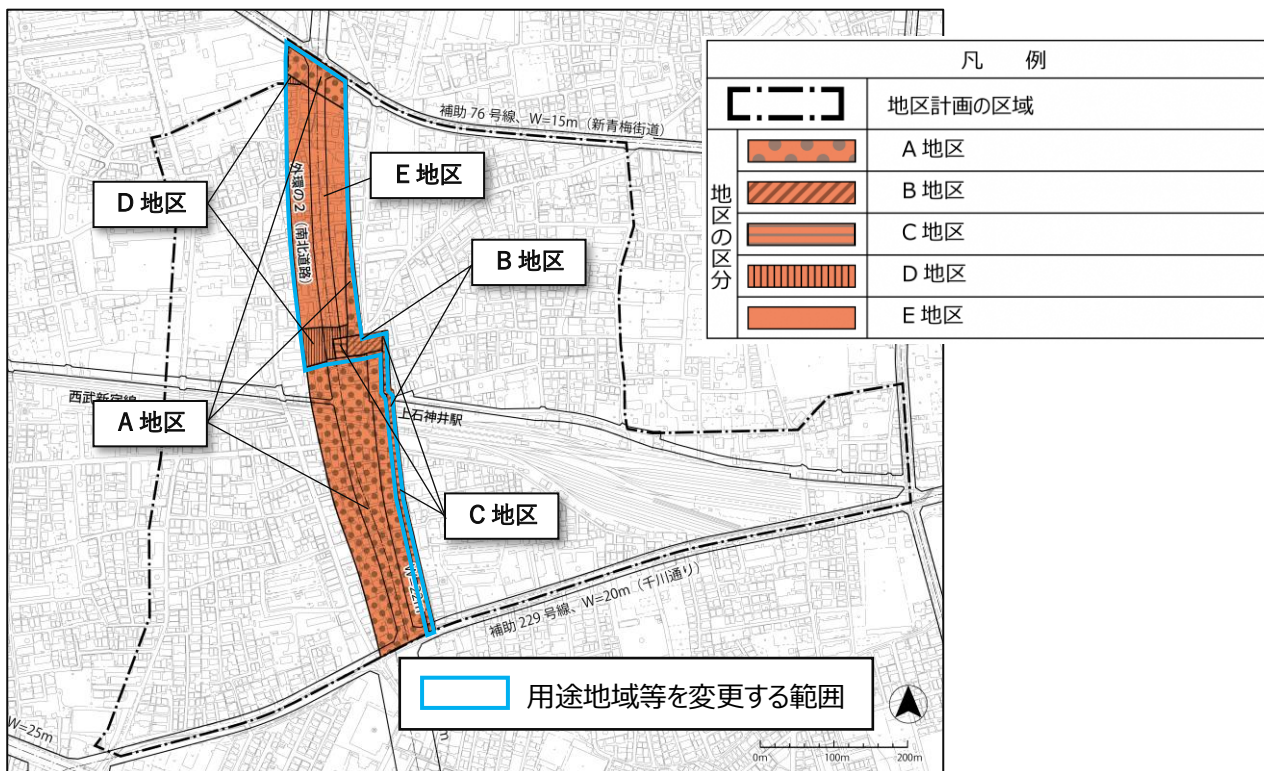 凡 例
地区計画の区域
地区の区分
A 地区
B 地区
C 地区
D 地区
E 地区
補助 76 号線、W=15m（新青梅街道）
E 地区
D 地区
外環の2（南北道路）
B 地区
西武新宿線
上石神井駅
A 地区
C 地区
W=22m
補助 229 号線、W=20m（千川通り）
用途地域等を変更する範囲
W=25m
m
0m 100m 200m